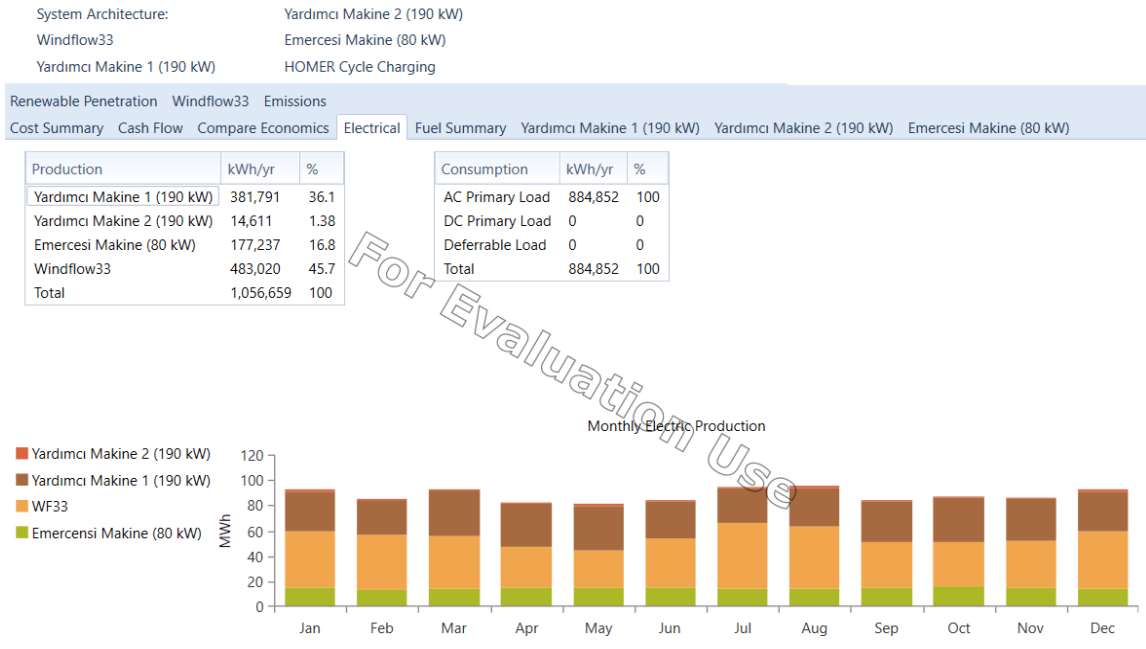 System Architecture: Yardımcı Makine 2 (190 kW)
Windflow33 Emercesi Makine (80 kW)
Yardımcı Makine 1 (190 kW) HOMER Cycle Charging
Renewable Penetration Windflow33 Emissions
Cost Summary Cash Flow Compare Economics Electrical Fuel Summary Yardımcı Makine 1 (190 kW) Yardımcı Makine 2 (190 kW) Emercesi Makine (80 kW)
Production kWh/yr %
Yardımcı Makine 1 (190 kW) 381,791 36.1
Yardımcı Makine 2 (190 kW) 14,611 1.38
Emercesi Makine (80 kW) 177,237 16.8
Windflow33 483,020 45.7
Total 1,056,659 100
Consumption kWh/yr %
AC Primary Load 884,852 100
DC Primary Load 0 0
Deferrable Load 0 0
Total 884,852 100
For Evaluation Use
Monthly Electric Production
Yardımcı Makine 2 (190 kW)
Yardımcı Makine 1 (190 kW)
WF33
Emercensi Makine (80 kW)
MWh
120
100
80
60
40
20
0
Jan Feb Mar Apr May Jun Jul Aug Sep Oct Nov Dec